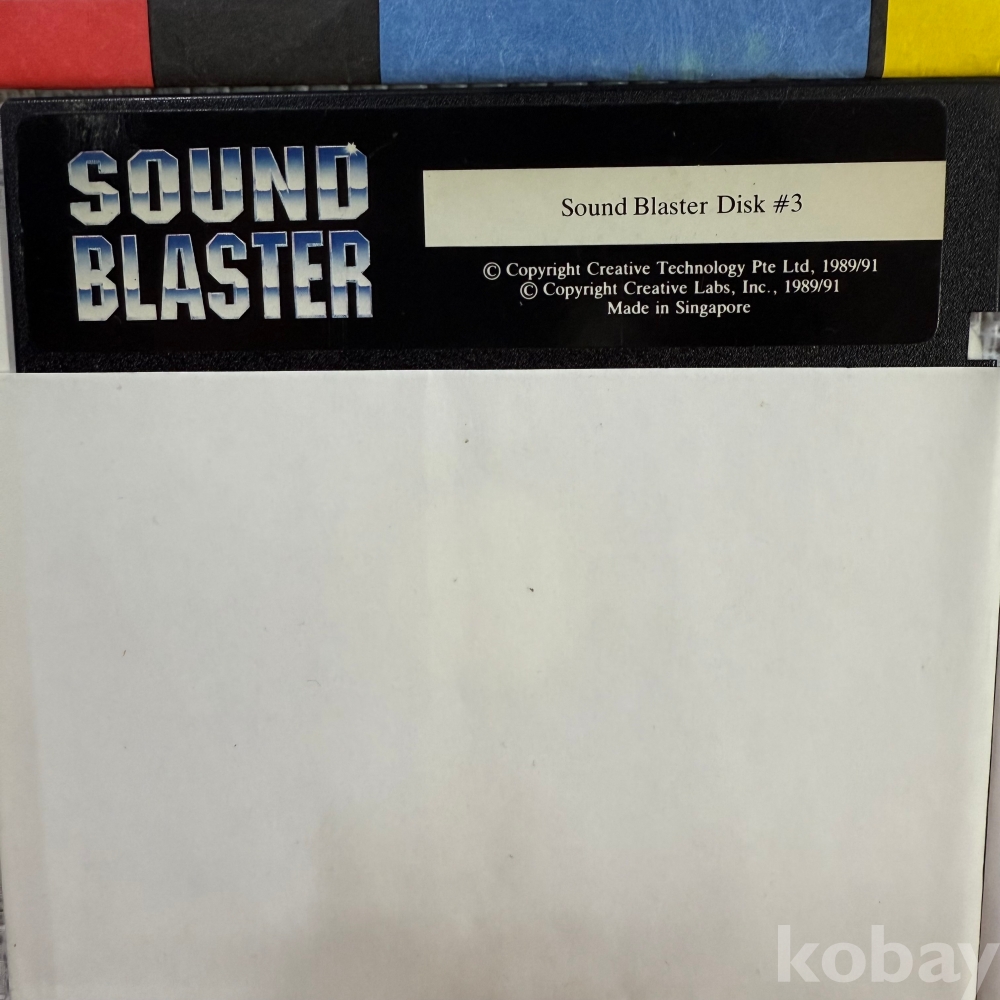 SOUND
BLASTER
Sound Blaster Disk #3
© Copyright Creative Technology Pte Ltd, 1989/91
© Copyright Creative Labs, Inc., 1989/91
Made in Singapore
kobay